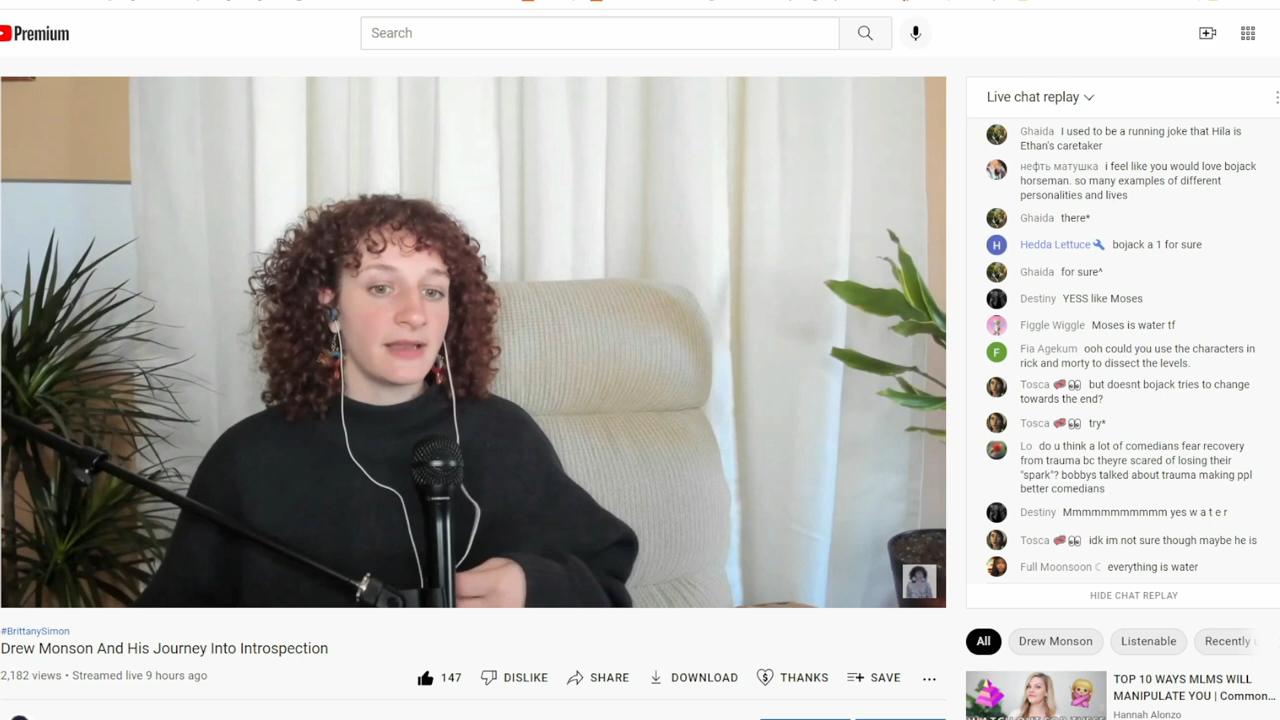 Premium
Search
Live chat replay
Ghaida I used to be a running joke that Hila is
Ethan's caretaker
нефть матушка i feel like you would love bojack
horseman. so many examples of different
personalities and lives
Ghaida there*
H
Hedda Lettuce bojack a 1 for sure
Ghaida for sure^
Destiny YESS like Moses
Figgle Wiggle Moses is water tf
F
Fia Agekum ooh could you use the characters in
rick and morty to dissect the levels.
Tosca but doesnt bojack tries to change
towards the end?
Tosca try*
Lo do u think a lot of comedians fear recovery
from trauma bc theyre scared of losing their
"spark"? bobbys talked about trauma making ppl
better comedians
Destiny Mmmmmmmmmm yes w a t e r
Tosca idk im not sure though maybe he is
Full Moonsoon ☾ everything is water
HIDE CHAT REPLAY
#BrittanySimon
Drew Monson And His Journey Into Introspection
2,182 views • Streamed live 9 hours ago
147 DISLIKE SHARE DOWNLOAD THANKS SAVE
All Drew Monson Listenable Recently
TOP 10 WAYS MLMS WILL
MANIPULATE YOU | Common...
Hannah Alonzo